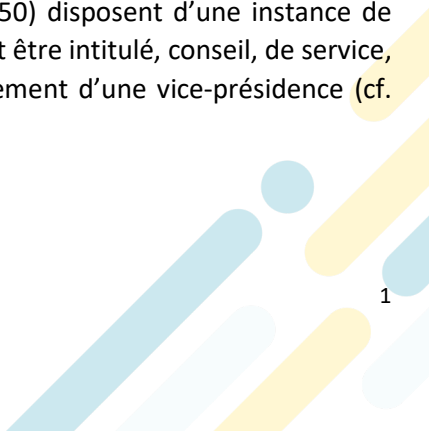 50) disposent d’une instance de
t être intitulé, conseil, de service,
ement d’une vice-présidence (cf.
1